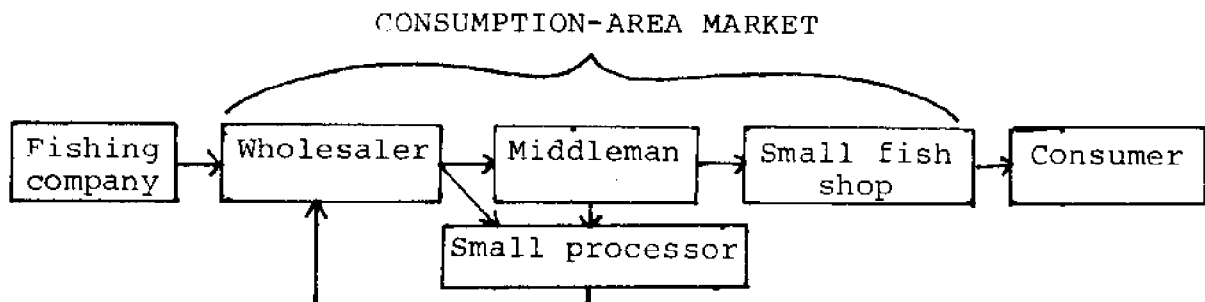 CONSUMPTION-AREA MARKET
Fishing company
Wholesaler
Middleman
Small fish shop
Consumer
Small processor